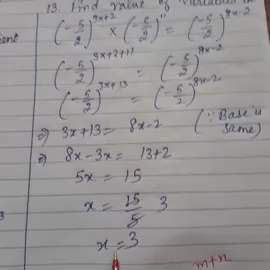 13. Find value of Variables in
(-5/2)^3x+2 × (-5/2)^11 = (-5/2)^8x-2
(-5/2)^3x+2+11 = (-5/2)^8x-2
(-5/2)^3x+13 = (-5/2)^8x-2
⇒ 3x+13 = 8x-2 (∵ Base is same)
⇒ 8x-3x = 13+2
5x = 15
x = 15/5 3
x = 3
m+n